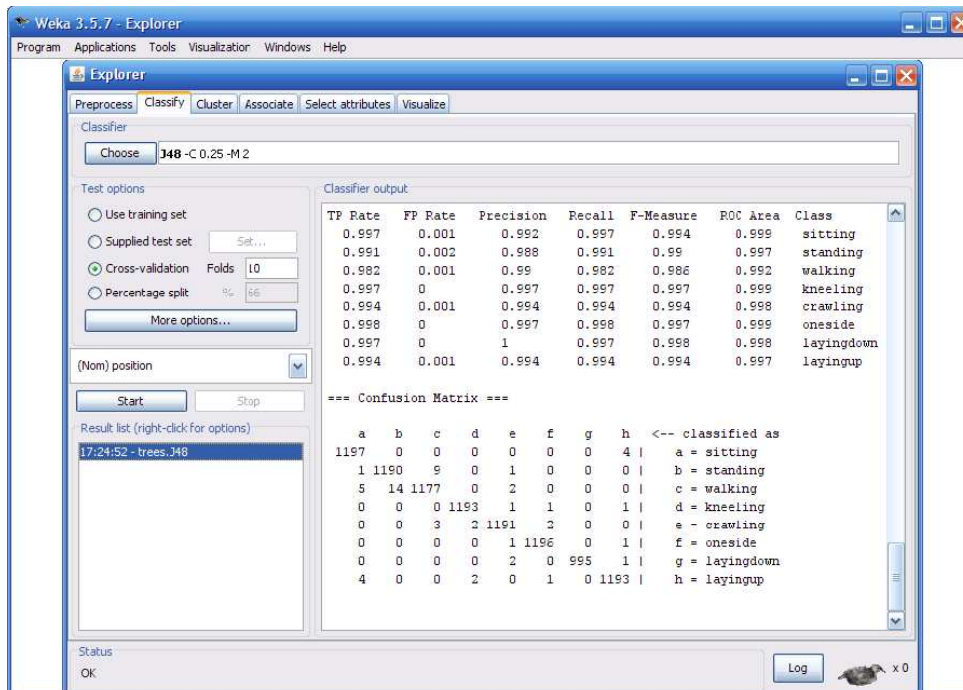 Weka 3.5.7 - Explorer
Program Applications Tools Visualization Windows Help
Explorer
Preprocess Classify Cluster Associate Select attributes Visualize
Classifier
Choose J48 -C 0.25 -M 2
Test options
Use training set
Supplied test set Set...
Cross-validation Folds 10
Percentage split % 66
More options...
(Nom) position
Start Stop
Result list (right-click for options)
17:24:52 - trees.J48
Classifier output
TP Rate FP Rate Precision Recall F-Measure ROC Area Class
0.997 0.001 0.992 0.997 0.994 0.999 sitting
0.991 0.002 0.988 0.991 0.99 0.997 standing
0.982 0.001 0.99 0.982 0.986 0.992 walking
0.997 0 0.997 0.997 0.997 0.999 kneeling
0.994 0.001 0.994 0.994 0.994 0.998 crawling
0.998 0 0.997 0.998 0.997 0.999 oneside
0.997 0 1 0.997 0.998 0.998 layingdown
0.994 0.001 0.994 0.994 0.994 0.997 layingup
=== Confusion Matrix ===
a b c d e f g h <-- classified as
1197 0 0 0 0 0 0 4 | a = sitting
1 1190 9 0 1 0 0 0 | b = standing
5 14 1177 0 2 0 0 0 | c = walking
0 0 0 1193 1 1 0 1 | d = kneeling
0 0 3 2 1191 2 0 0 | e = crawling
0 0 0 0 1 1196 0 1 | f = oneside
0 0 0 0 2 0 995 1 | g = layingdown
4 0 0 2 0 1 0 1193 | h = layingup
Status
OK
Log x 0